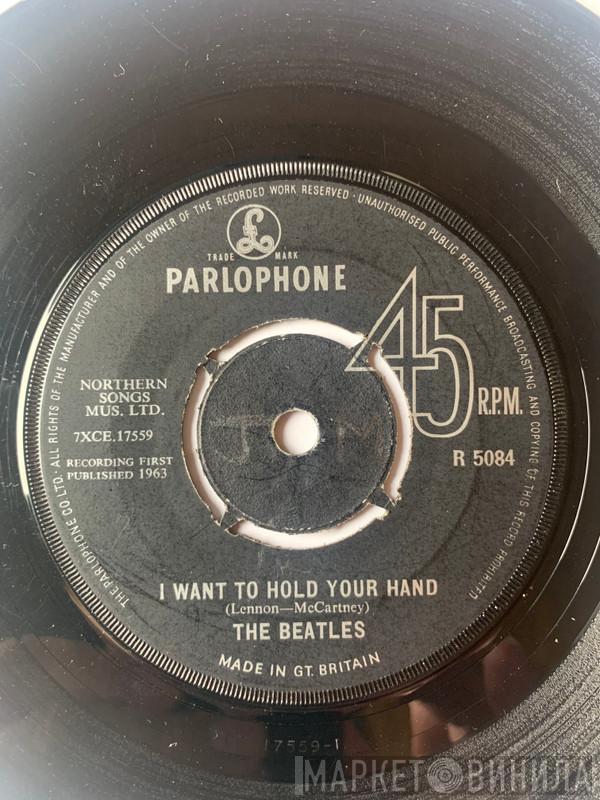 ALL RIGHTS OF THE MANUFACTURER AND OF THE OWNER OF THE RECORDED WORK RESERVED · UNAUTHORISED PUBLIC PERFORMANCE BROADCASTING AND COPYING OF THIS RECORD PROHIBITED
THE PARLOPHONE CO. LTD.
£
TRADE MARK
PARLOPHONE
45
R.P.M.
NORTHERN
SONGS
MUS. LTD.
7XCE.17559
R 5084
RECORDING FIRST
PUBLISHED 1963
J M
I WANT TO HOLD YOUR HAND
(Lennon—McCartney)
THE BEATLES
MADE IN GT. BRITAIN
17559-1
МАРКЕТ ВИНИЛА